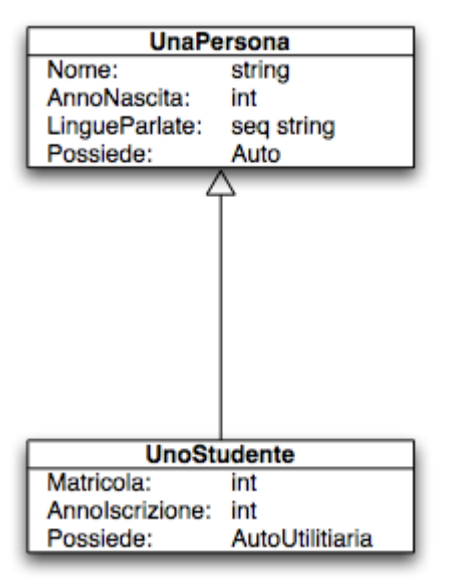 UnaPersona
Nome: string
AnnoNascita: int
LingueParlate: seq string
Possiede: Auto
UnoStudente
Matricola: int
AnnoIscrizione: int
Possiede: AutoUtilitiaria